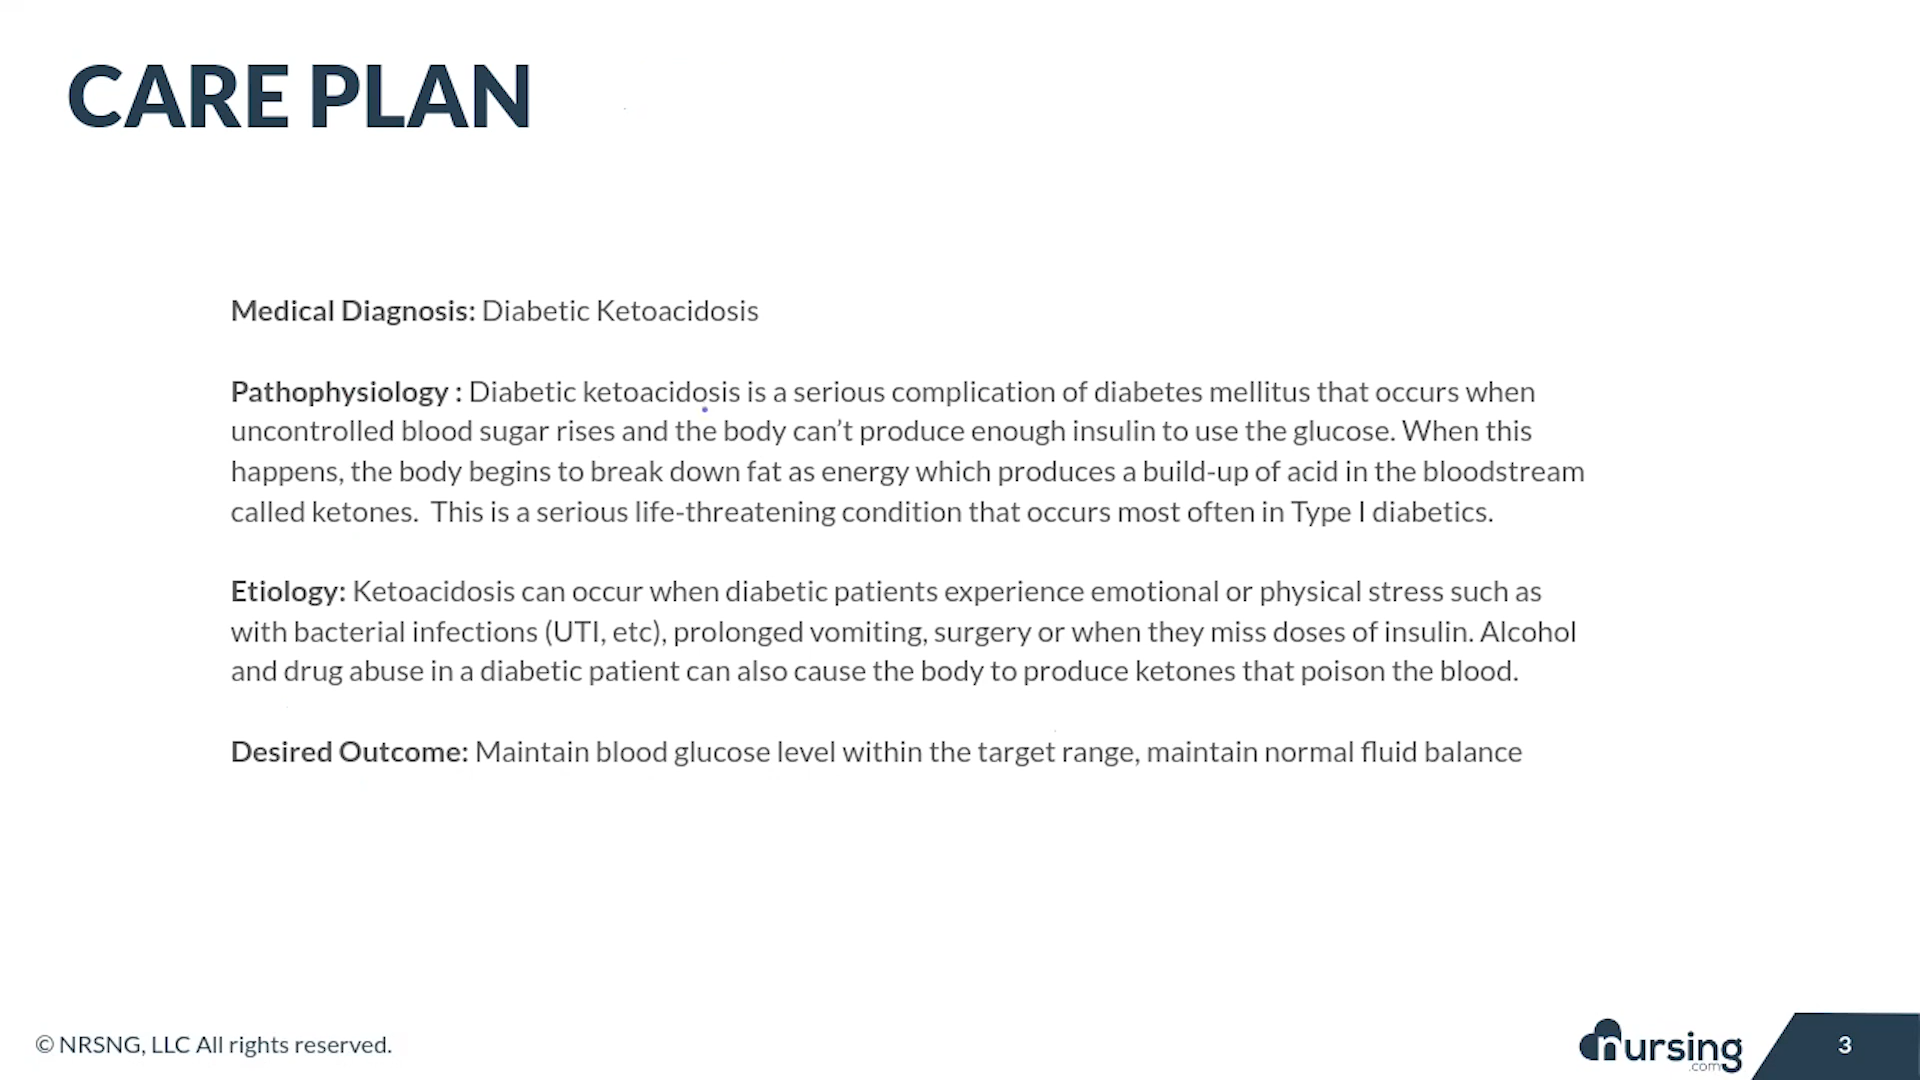 CARE PLAN
Medical Diagnosis: Diabetic Ketoacidosis
Pathophysiology : Diabetic ketoacidosis is a serious complication of diabetes mellitus that occurs when
uncontrolled blood sugar rises and the body can’t produce enough insulin to use the glucose. When this
happens, the body begins to break down fat as energy which produces a build-up of acid in the bloodstream
called ketones.  This is a serious life-threatening condition that occurs most often in Type I diabetics.
Etiology: Ketoacidosis can occur when diabetic patients experience emotional or physical stress such as
with bacterial infections (UTI, etc), prolonged vomiting, surgery or when they miss doses of insulin. Alcohol
and drug abuse in a diabetic patient can also cause the body to produce ketones that poison the blood.
Desired Outcome: Maintain blood glucose level within the target range, maintain normal fluid balance
© NRSNG, LLC All rights reserved.
nursing
.com
3